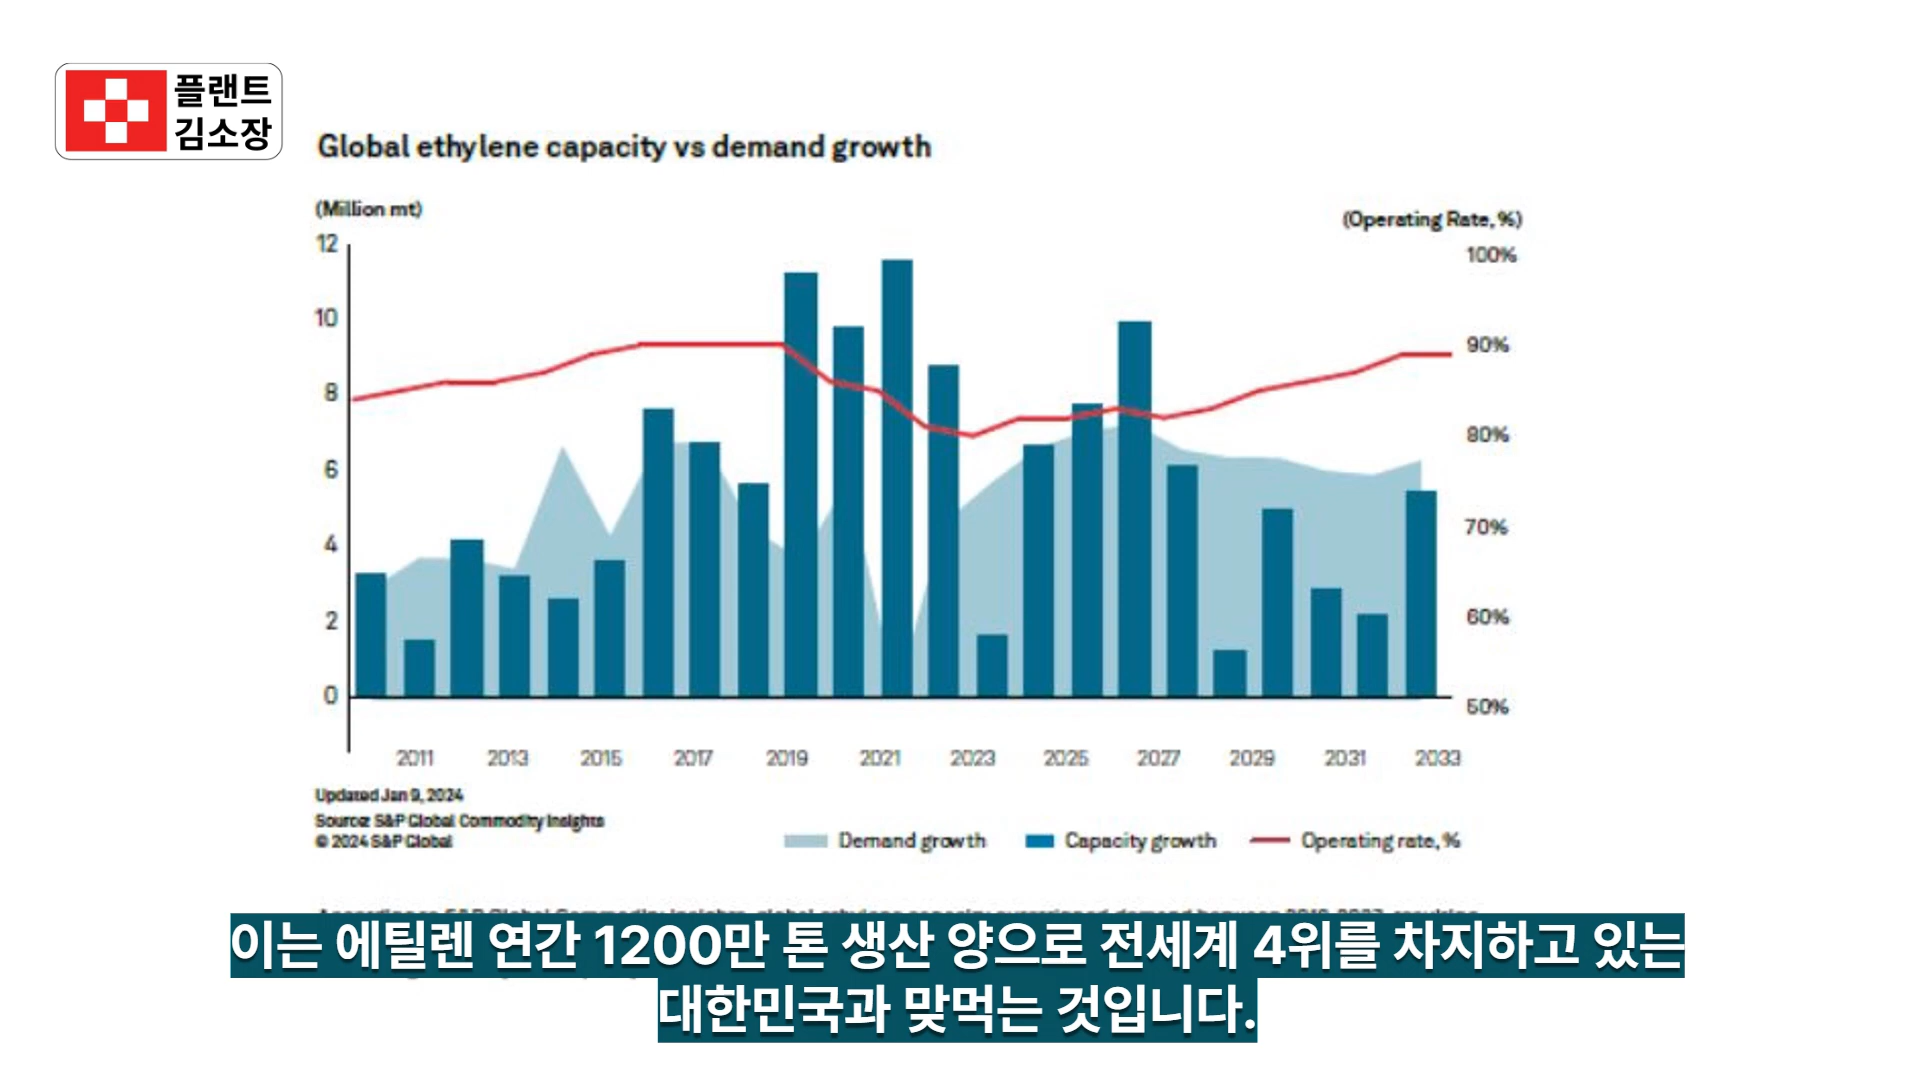 플랜트
김소장
Global ethylene capacity vs demand growth
(Million mt)
(Operating Rate, %)
12
10
8
6
4
2
0
100%
90%
80%
70%
60%
50%
2011 2013 2015 2017 2019 2021 2023 2025 2027 2029 2031 2033
Updated Jan 9, 2024
Source: S&P Global Commodity Insights
© 2024 S&P Global
Demand growth Capacity growth Operating rate, %
이는 에틸렌 연간 1200만 톤 생산 양으로 전세계 4위를 차지하고 있는
대한민국과 맞먹는 것입니다.